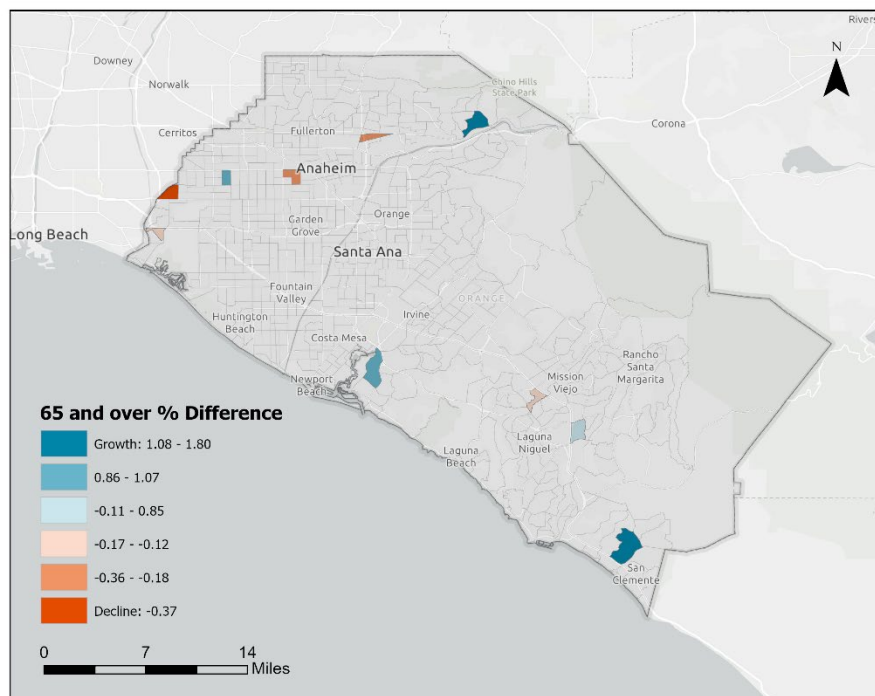 Downey
Norwalk
Chino Hills
State Park
Rivers
N
Cerritos
Fullerton
Corona
Anaheim
Garden
Grove
Orange
Long Beach
Santa Ana
Fountain
Valley
ORANGE
Huntington
Beach
Irvine
Costa Mesa
Newport
Beach
Mission
Viejo
Rancho
Santa
Margarita
Laguna
Beach
Laguna
Niguel
San
Clemente
65 and over % Difference
Growth: 1.08 - 1.80
0.86 - 1.07
-0.11 - 0.85
-0.17 - -0.12
-0.36 - -0.18
Decline: -0.37
0 7 14
Miles